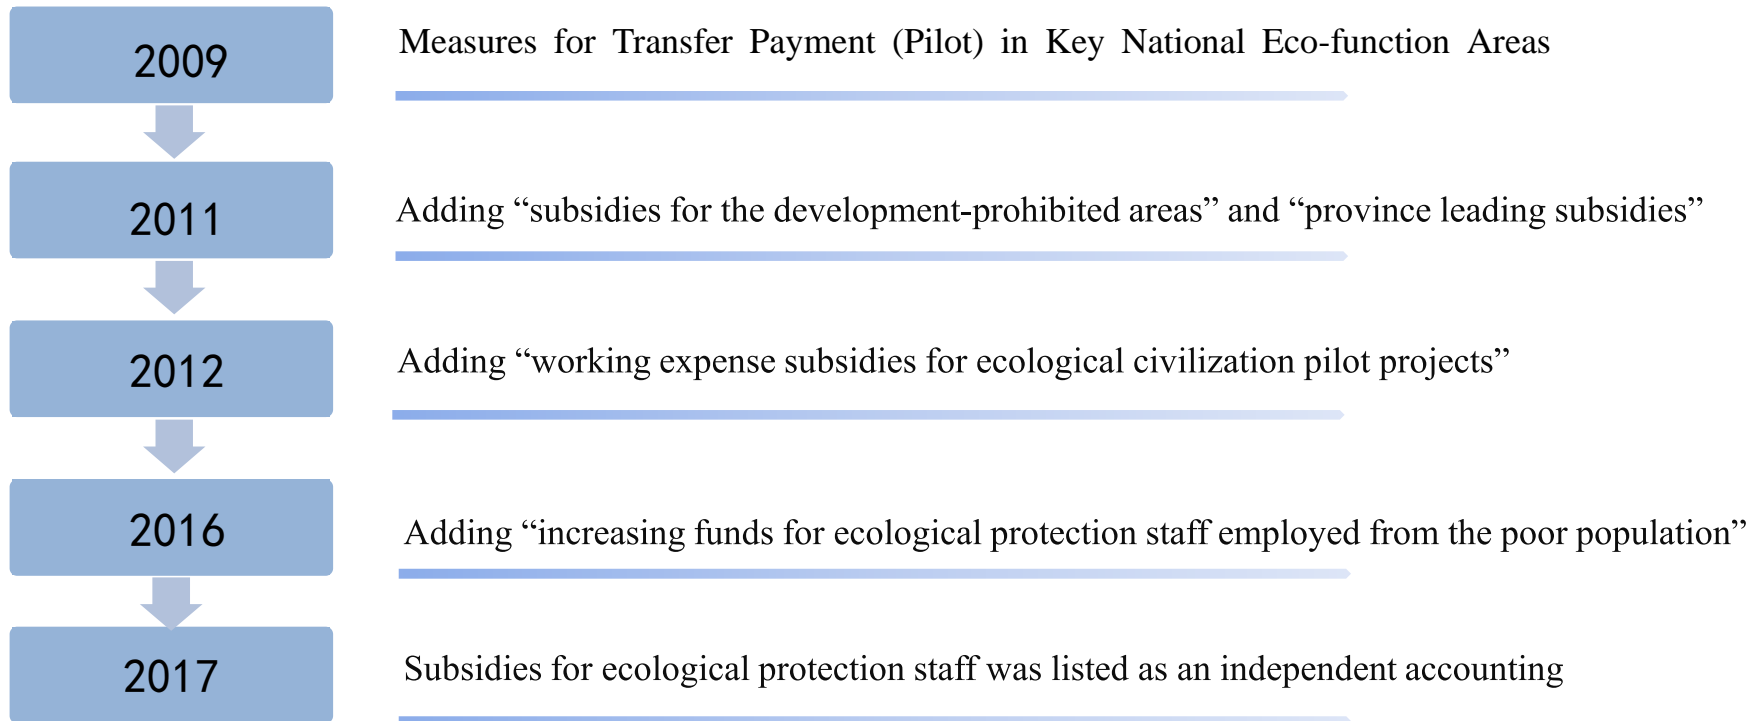 2009
Measures for Transfer Payment (Pilot) in Key National Eco-function Areas
2011
Adding “subsidies for the development-prohibited areas” and “province leading subsidies”
2012
Adding “working expense subsidies for ecological civilization pilot projects”
2016
Adding “increasing funds for ecological protection staff employed from the poor population”
2017
Subsidies for ecological protection staff was listed as an independent accounting